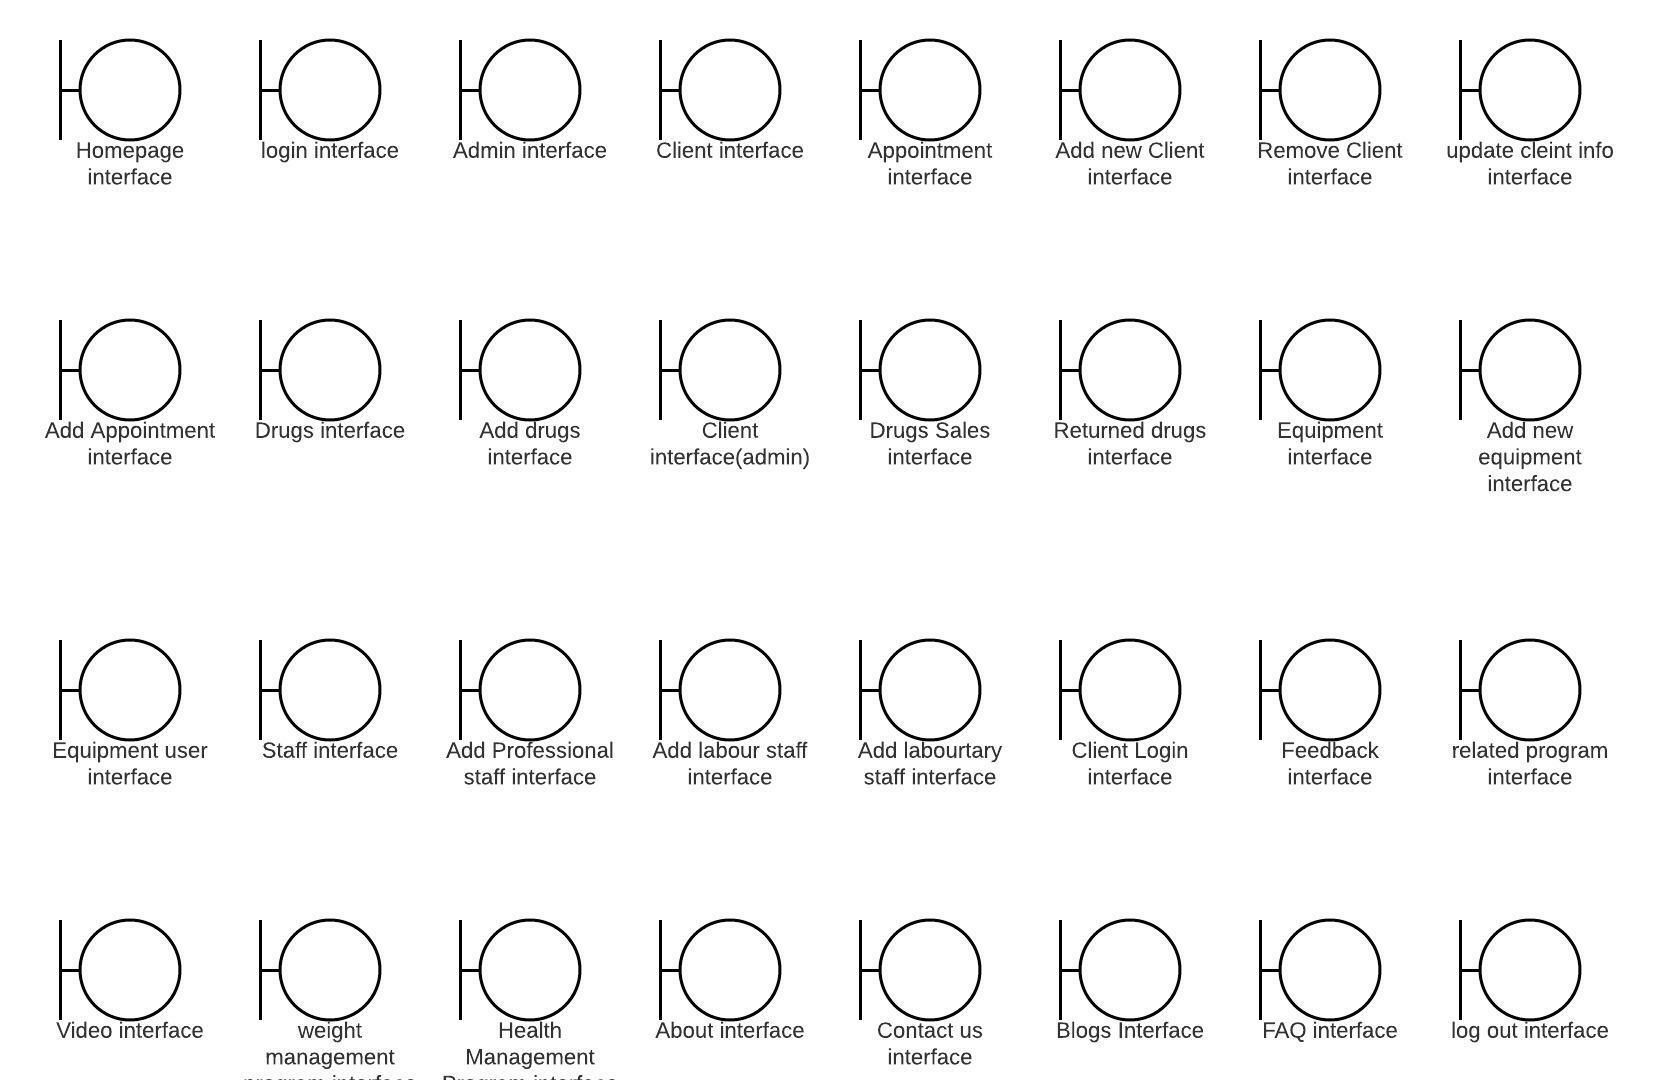 Homepage
interface
login interface
Admin interface
Client interface
Appointment
interface
Add new Client
interface
Remove Client
interface
update cleint info
interface
Add Appointment
interface
Drugs interface
Add drugs
interface
Client
interface(admin)
Drugs Sales
interface
Returned drugs
interface
Equipment
interface
Add new
equipment
interface
Equipment user
interface
Staff interface
Add Professional
staff interface
Add labour staff
interface
Add labourtary
staff interface
Client Login
interface
Feedback
interface
related program
interface
Video interface
weight
management
program interface
Health
Management
Program interface
About interface
Contact us
interface
Blogs Interface
FAQ interface
log out interface